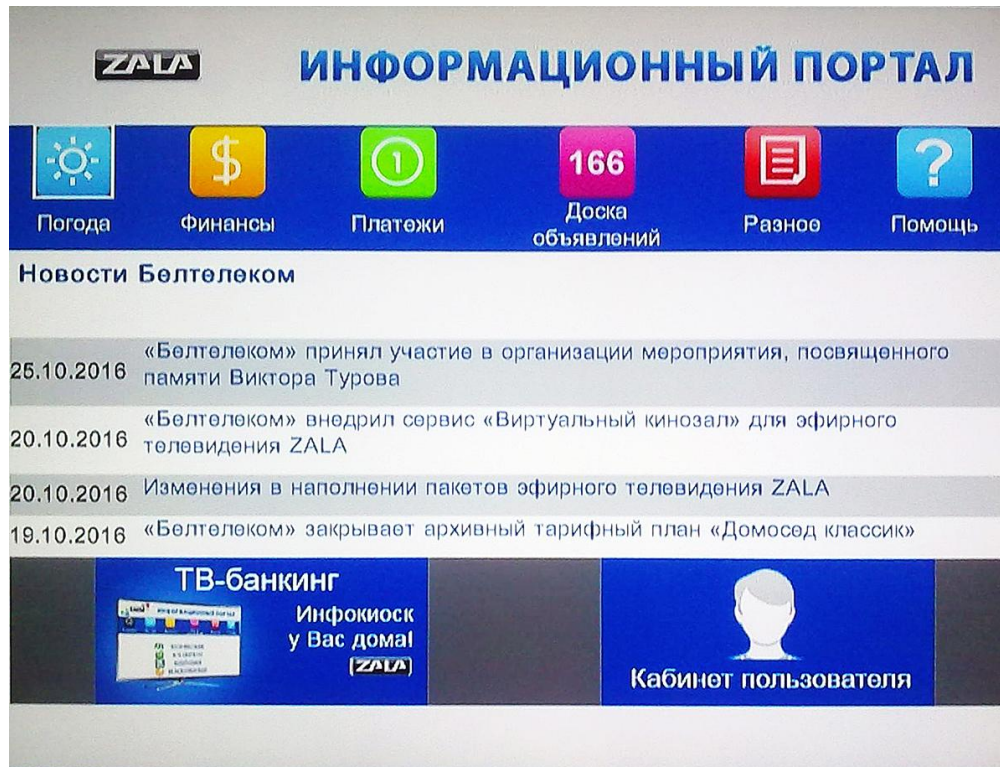 ZALA
ИНФОРМАЦИОННЫЙ ПОРТАЛ
$
1
166
?
Погода
Финансы
Платежи
Доска
объявлений
Разное
Помощь
Новости Белтелеком
25.10.2016
«Белтелеком» принял участие в организации мероприятия, посвященного
памяти Виктора Турова
20.10.2016
«Белтелеком» внедрил сервис «Виртуальный кинозал» для эфирного
телевидения ZALA
20.10.2016
Изменения в наполнении пакетов эфирного телевидения ZALA
19.10.2016
«Белтелеком» закрывает архивный тарифный план «Домосед классик»
ТВ-банкинг
Инфокиоск
у Вас дома!
ZALA
Кабинет пользователя